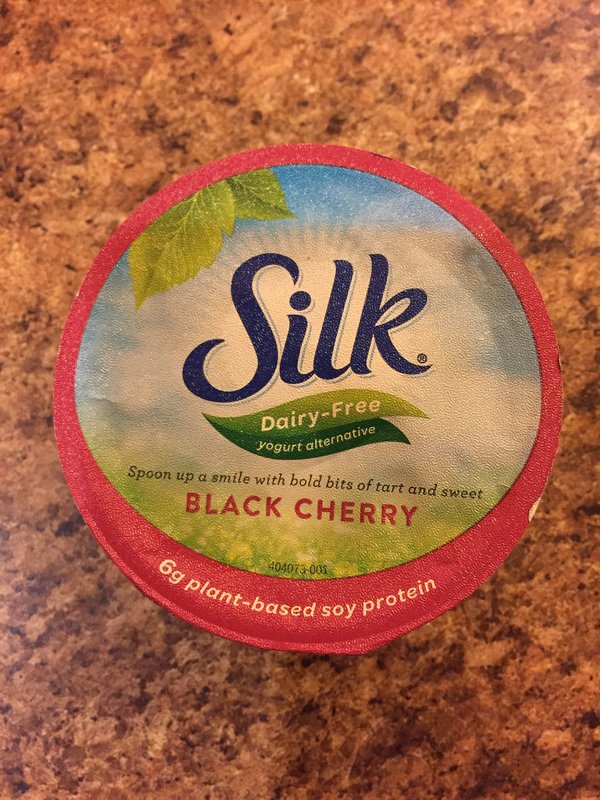 Silk®
Dairy-Free
yogurt alternative
Spoon up a smile with bold bits of tart and sweet
BLACK CHERRY
404073-001
6g plant-based soy protein